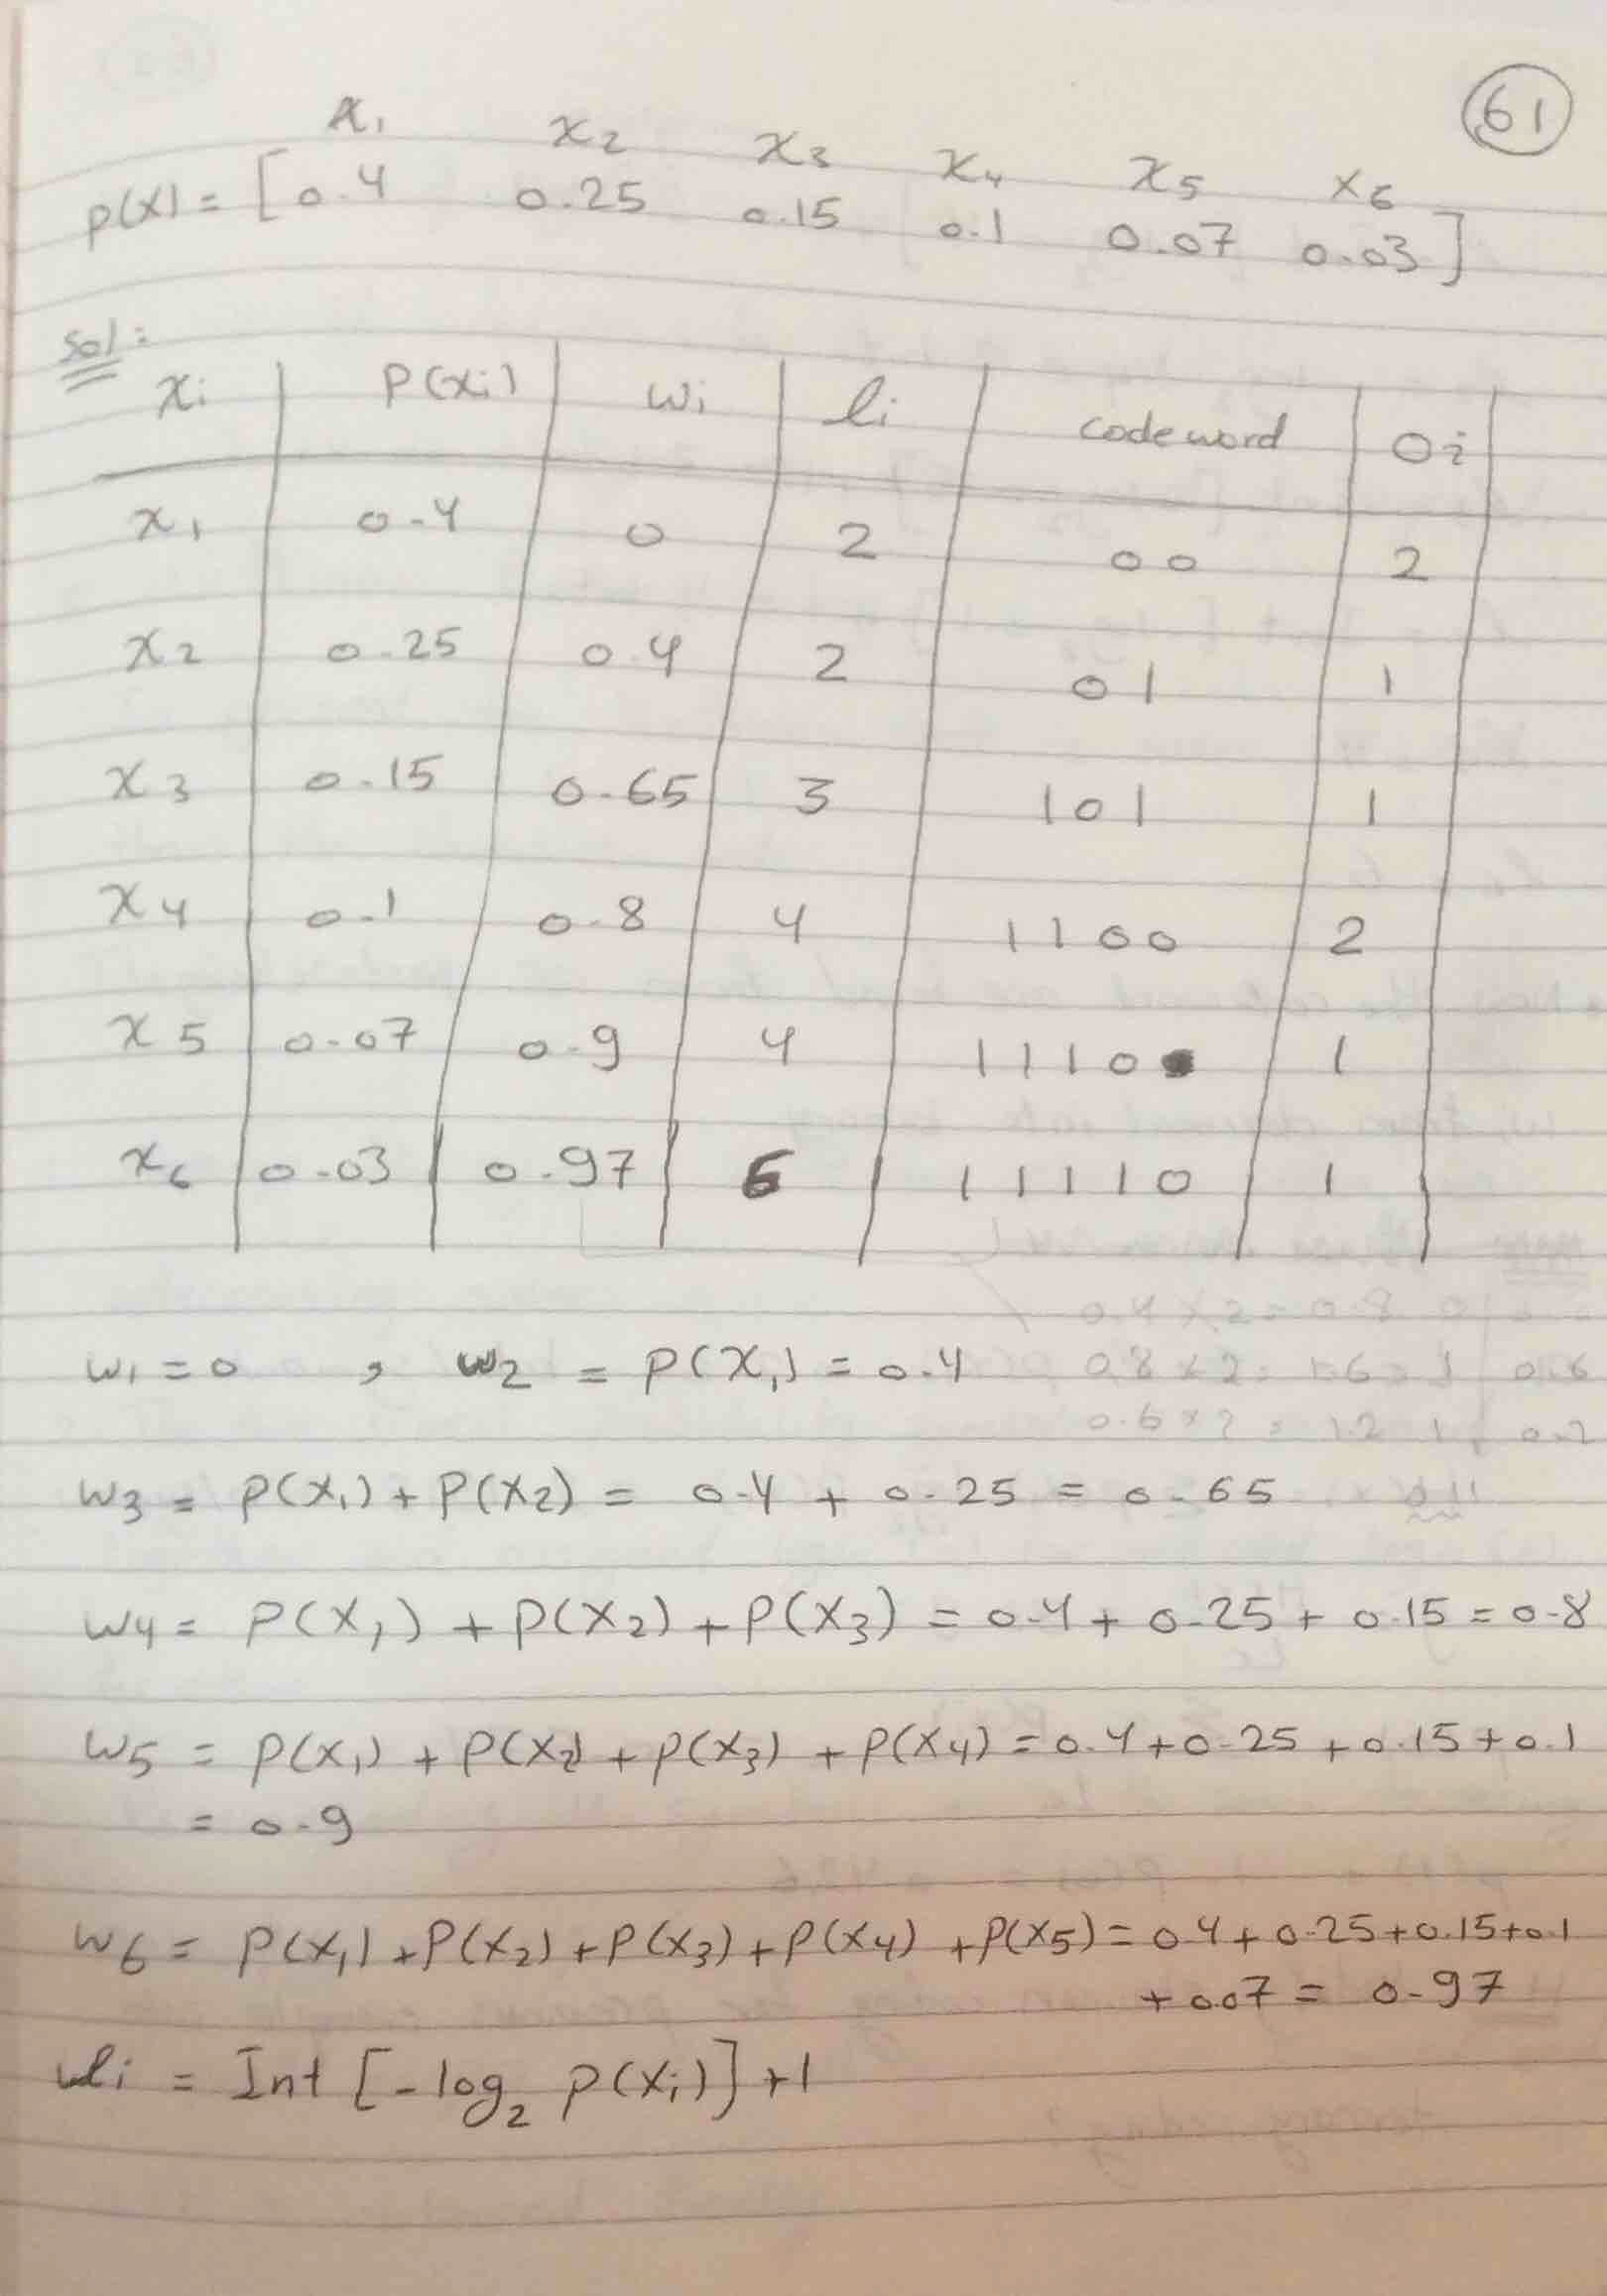 61
x1 x2 x3 x4 x5 x6
p(x) = [0.4 0.25 0.15 0.1 0.07 0.03]
Sol:
xi P(xi) wi li codeword 0i
x1 0.4 0 2 00 2
x2 0.25 0.4 2 01 1
x3 0.15 0.65 3 101 1
x4 0.1 0.8 4 1100 2
x5 0.07 0.9 4 1110 1
x6 0.03 0.97 6 11110 1
w1 = 0 , w2 = P(x1) = 0.4
w3 = P(x1) + P(x2) = 0.4 + 0.25 = 0.65
w4 = P(x1) + P(x2) + P(x3) = 0.4 + 0.25 + 0.15 = 0.8
w5 = P(x1) + P(x2) + P(x3) + P(x4) = 0.4 + 0.25 + 0.15 + 0.1
= 0.9
w6 = P(x1) + P(x2) + P(x3) + P(x4) + P(x5) = 0.4 + 0.25 + 0.15 + 0.1
+ 0.07 = 0.97
li = Int [-log2 P(xi)] + 1